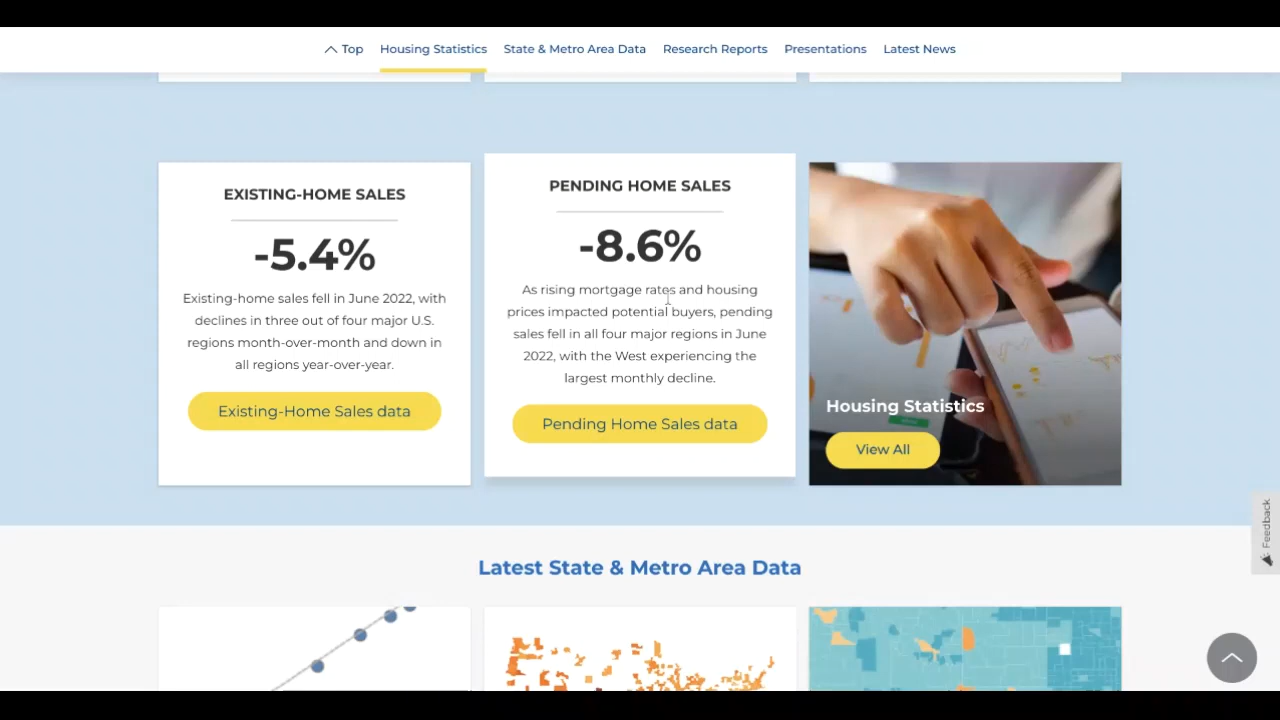 Top
Housing Statistics
State & Metro Area Data
Research Reports
Presentations
Latest News
EXISTING-HOME SALES
-5.4%
Existing-home sales fell in June 2022, with
declines in three out of four major U.S.
regions month-over-month and down in
all regions year-over-year.
Existing-Home Sales data
PENDING HOME SALES
-8.6%
As rising mortgage rates and housing
prices impacted potential buyers, pending
sales fell in all four major regions in June
2022, with the West experiencing the
largest monthly decline.
Pending Home Sales data
Housing Statistics
View All
Feedback
Latest State & Metro Area Data